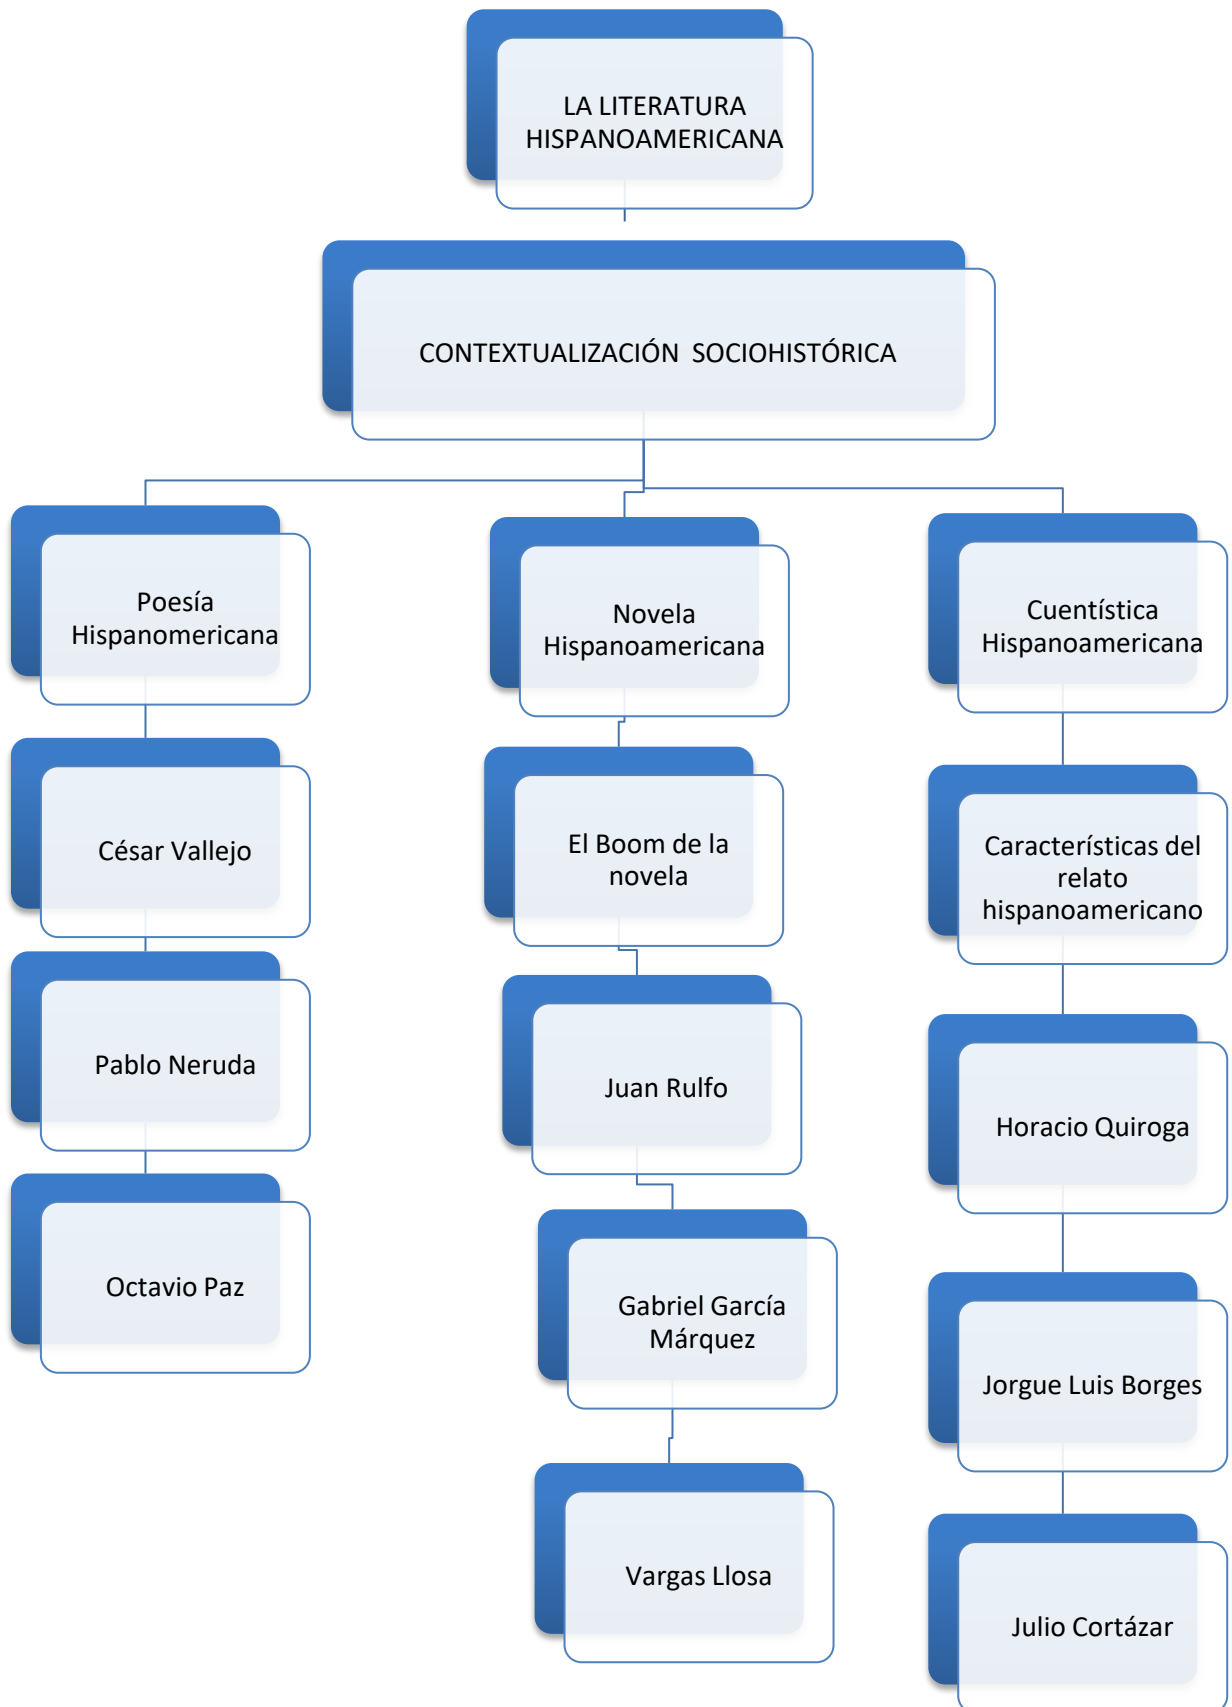 LA LITERATURA
HISPANOAMERICANA
CONTEXTUALIZACIÓN SOCIOHISTÓRICA
Poesía
Hispanomericana
César Vallejo
Pablo Neruda
Octavio Paz
Novela
Hispanoamericana
El Boom de la
novela
Juan Rulfo
Gabriel García
Márquez
Vargas Llosa
Cuentística
Hispanoamericana
Características del
relato
hispanoamericano
Horacio Quiroga
Jorgue Luis Borges
Julio Cortázar